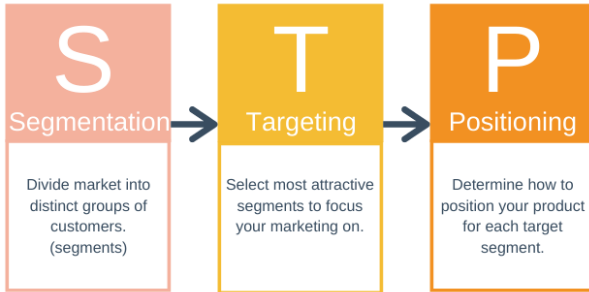 S
Segmentation
Divide market into
distinct groups of
customers.
(segments)
T
Targeting
Select most attractive
segments to focus
your marketing on.
P
Positioning
Determine how to
position your product
for each target
segment.